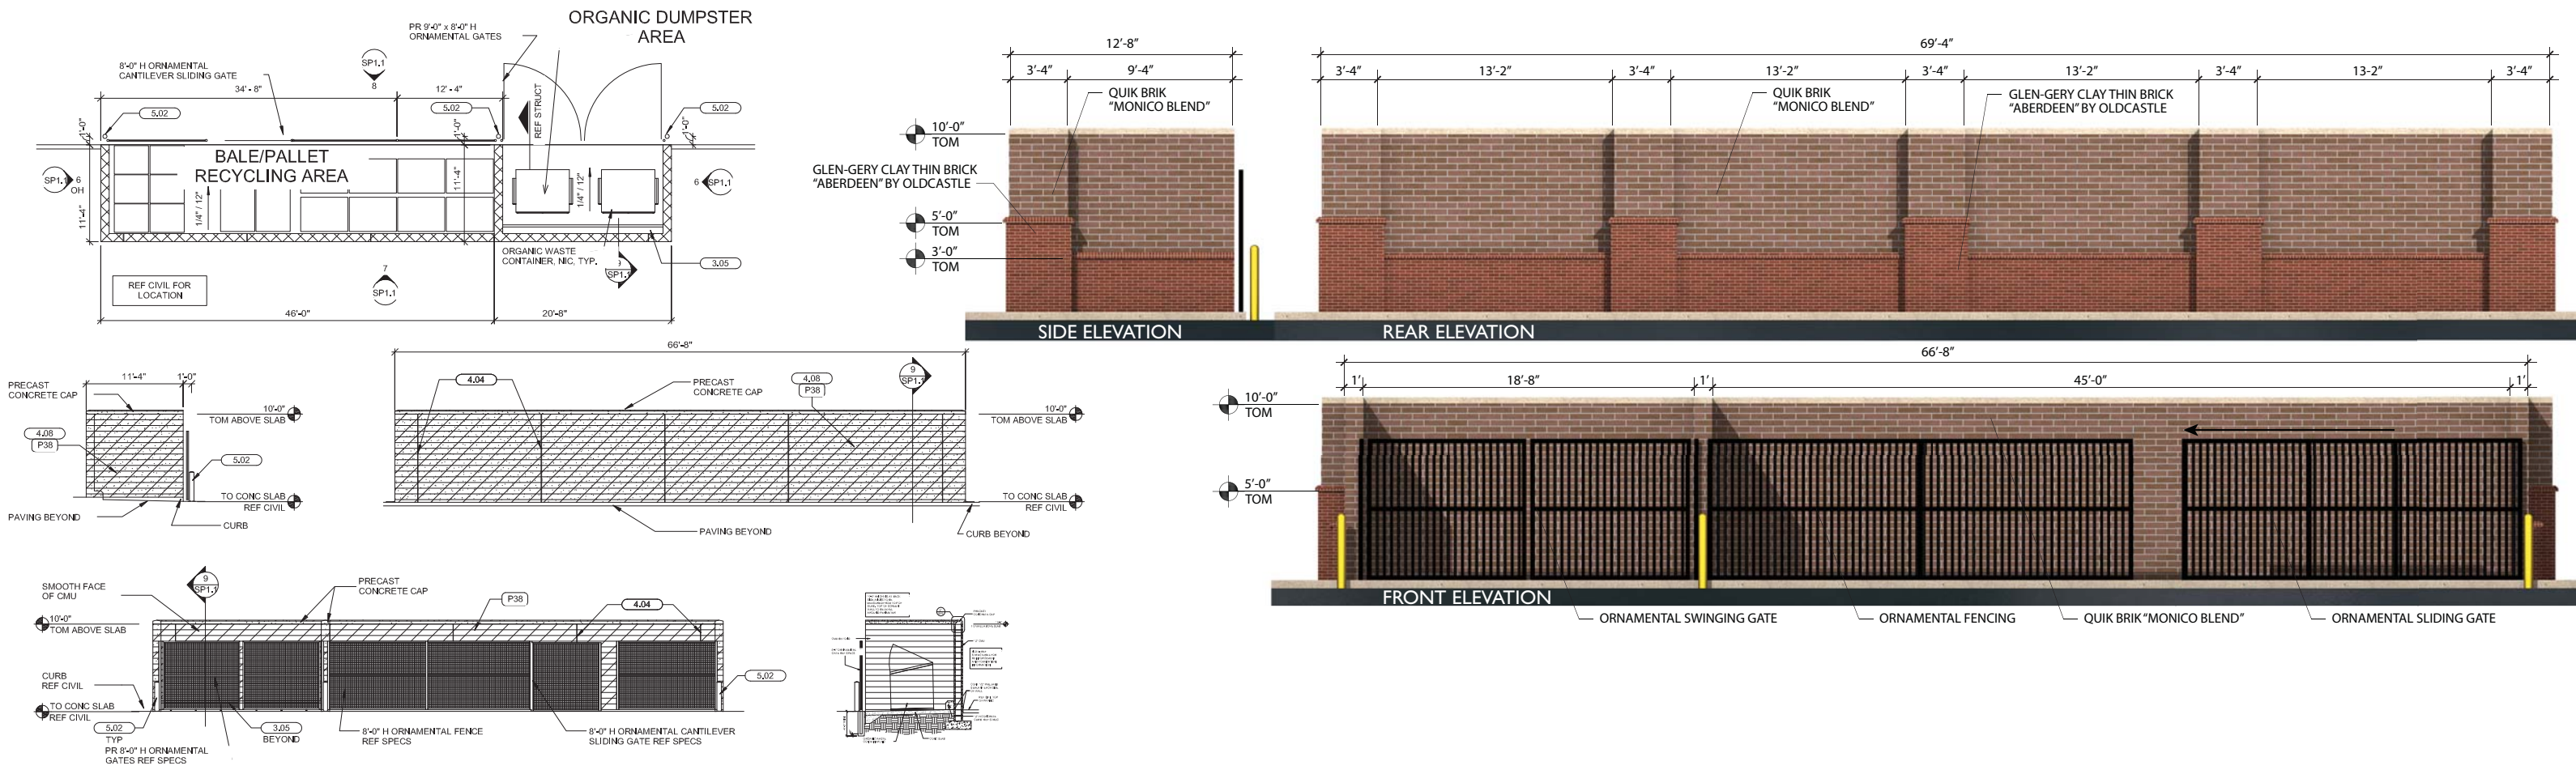 ORGANIC DUMPSTER
AREA
PR 9'-0" x 8'-0" H
ORNAMENTAL GATES
8'-0" H ORNAMENTAL
CANTILEVER SLIDING GATE
SP1.1
8
34' - 8"
12' - 4"
5.02
5.02
5.02
1'-0"
1'-0"
1'-0"
REF STRUCT
BALE/PALLET
RECYCLING AREA
SP1.1
6
OH
6
SP1.1
11'-4"
11'-4"
1/4" / 12"
1/4" / 12"
ORGANIC WASTE
CONTAINER, NIC, TYP.
9
SP1.1
3.05
REF CIVIL FOR
LOCATION
7
SP1.1
46'-0"
20'-8"
12'-8"
3'-4"
9'-4"
QUIK BRIK
"MONICO BLEND"
10'-0"
TOM
GLEN-GERY CLAY THIN BRICK
"ABERDEEN" BY OLDCASTLE
5'-0"
TOM
3'-0"
TOM
SIDE ELEVATION
69'-4"
3'-4"
13'-2"
3'-4"
13'-2"
3'-4"
13'-2"
3'-4"
13-2"
3'-4"
QUIK BRIK
"MONICO BLEND"
GLEN-GERY CLAY THIN BRICK
"ABERDEEN" BY OLDCASTLE
REAR ELEVATION
11'-4"
1'-0"
PRECAST
CONCRETE CAP
10'-0"
TOM ABOVE SLAB
4.08
P38
5.02
TO CONC SLAB
REF CIVIL
PAVING BEYOND
CURB
66'-8"
4.04
PRECAST
CONCRETE CAP
4.08
P38
9
SP1.1
10'-0"
TOM ABOVE SLAB
TO CONC SLAB
REF CIVIL
PAVING BEYOND
CURB BEYOND
66'-8"
1'
18'-8"
1'
45'-0"
1'
10'-0"
TOM
5'-0"
TOM
FRONT ELEVATION
ORNAMENTAL SWINGING GATE
ORNAMENTAL FENCING
QUIK BRIK "MONICO BLEND"
ORNAMENTAL SLIDING GATE
SMOOTH FACE
OF CMU
9
SP1.1
PRECAST
CONCRETE CAP
P38
4.04
10'-0"
TOM ABOVE SLAB
CURB
REF CIVIL
5.02
TO CONC SLAB
REF CIVIL
5.02
TYP
3.05
BEYOND
PR 8'-0" H ORNAMENTAL
GATES REF SPECS
8'-0" H ORNAMENTAL FENCE
REF SPECS
8'-0" H ORNAMENTAL CANTILEVER
SLIDING GATE REF SPECS